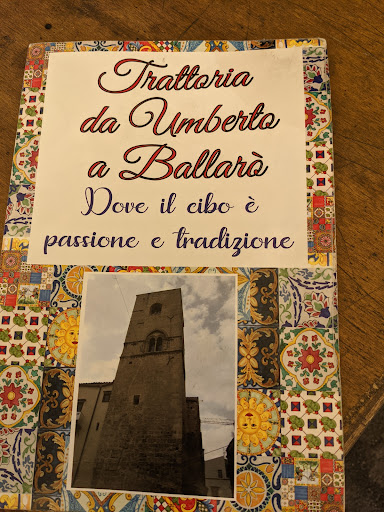 Trattoria
da Umberto
a Ballarò
Dove il cibo è
passione e tradizione